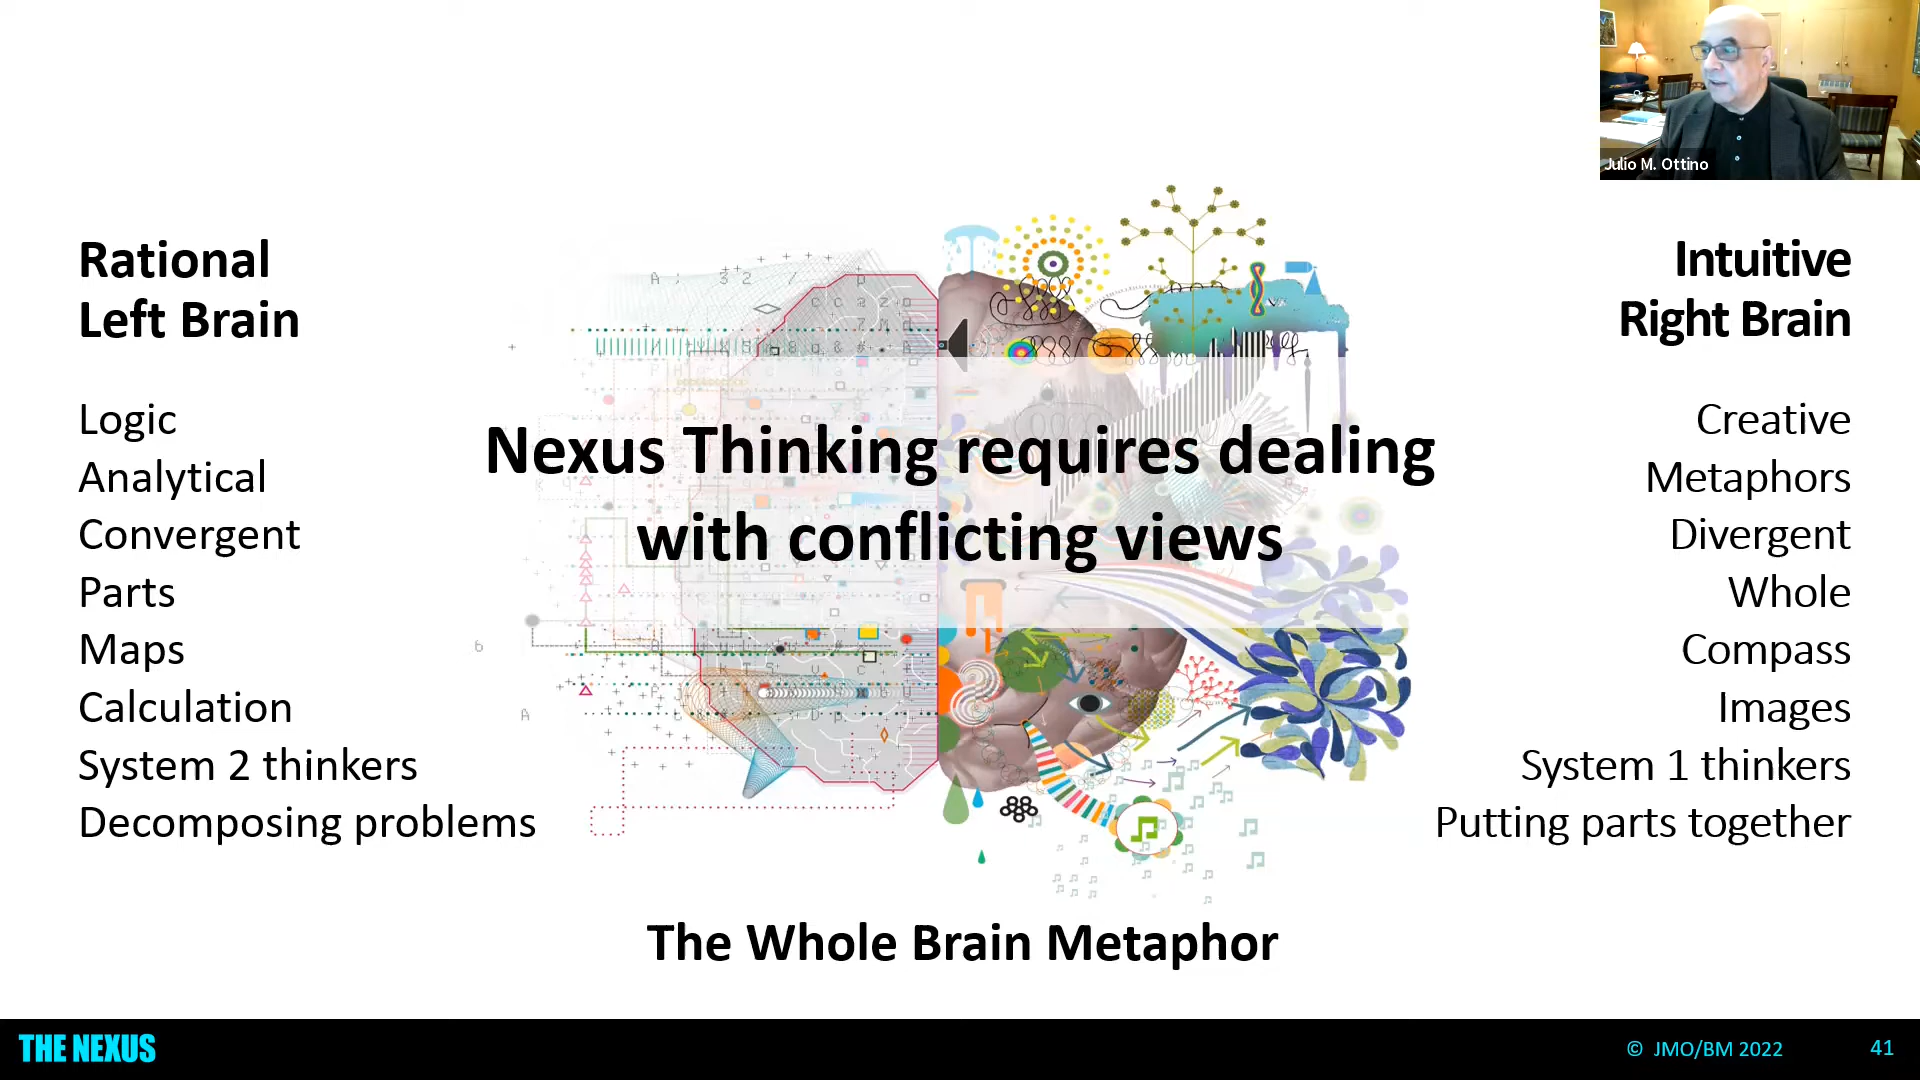 Julio M. Ottino
Rational
Left Brain
Logic
Analytical
Convergent
Parts
Maps
Calculation
System 2 thinkers
Decomposing problems
Nexus Thinking requires dealing
with conflicting views
Intuitive
Right Brain
Creative
Metaphors
Divergent
Whole
Compass
Images
System 1 thinkers
Putting parts together
The Whole Brain Metaphor
THE NEXUS
© JMO/BM 2022
41